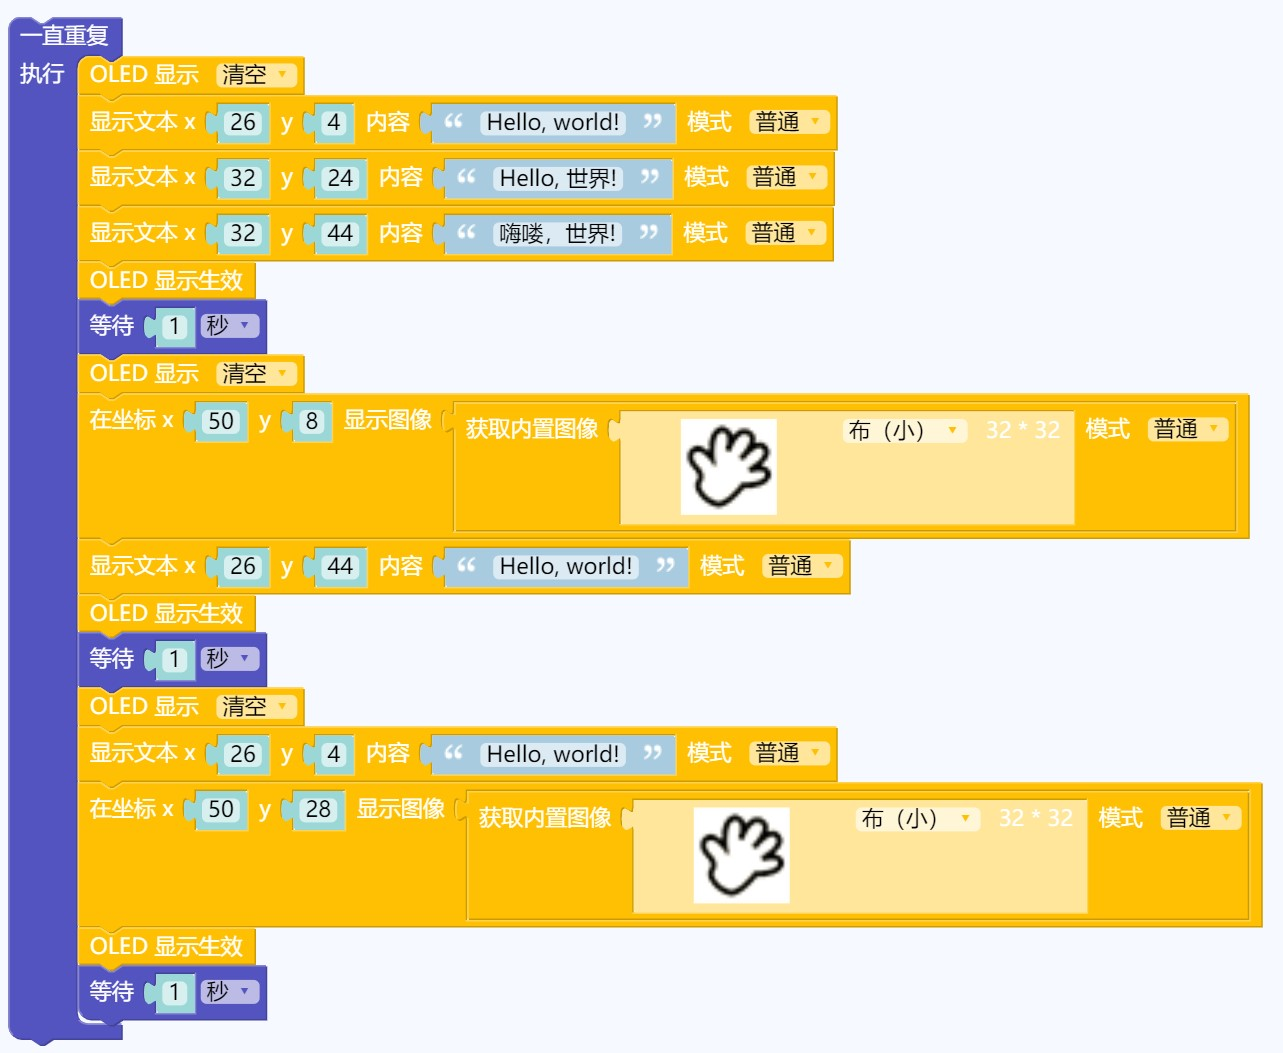 一直重复
执行 OLED 显示 清空
显示文本 x 26 y 4 内容 “ Hello, world! ” 模式 普通
显示文本 x 32 y 24 内容 “ Hello, 世界! ” 模式 普通
显示文本 x 32 y 44 内容 “ 嗨喽，世界! ” 模式 普通
OLED 显示生效
等待 1 秒
OLED 显示 清空
在坐标 x 50 y 8 显示图像 获取内置图像 布（小） 32 * 32 模式 普通
显示文本 x 26 y 44 内容 “ Hello, world! ” 模式 普通
OLED 显示生效
等待 1 秒
OLED 显示 清空
显示文本 x 26 y 4 内容 “ Hello, world! ” 模式 普通
在坐标 x 50 y 28 显示图像 获取内置图像 布（小） 32 * 32 模式 普通
OLED 显示生效
等待 1 秒